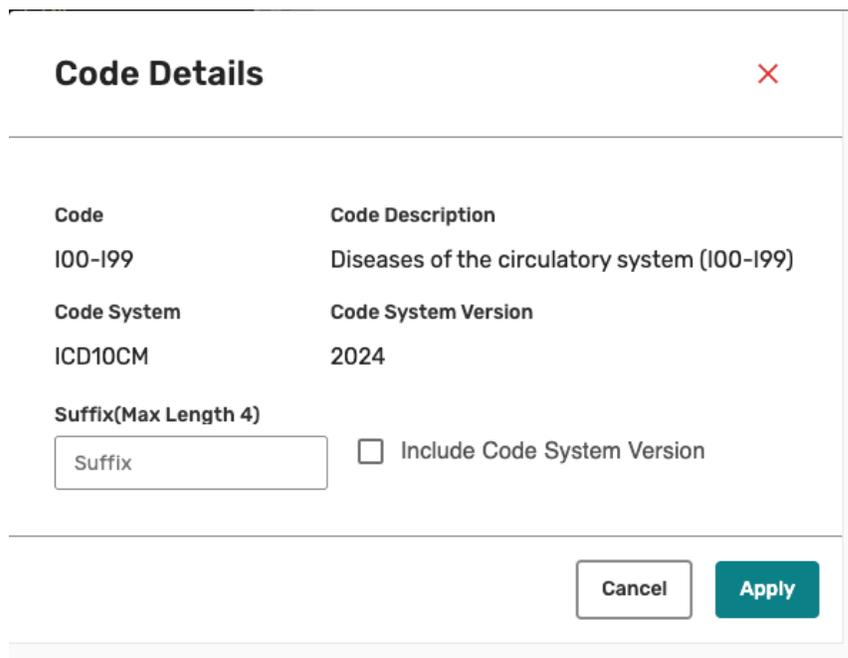 Code Details
Code Code Description
I00-I99 Diseases of the circulatory system (I00-I99)
Code System Code System Version
ICD10CM 2024
Suffix(Max Length 4)
Suffix Include Code System Version
Cancel Apply